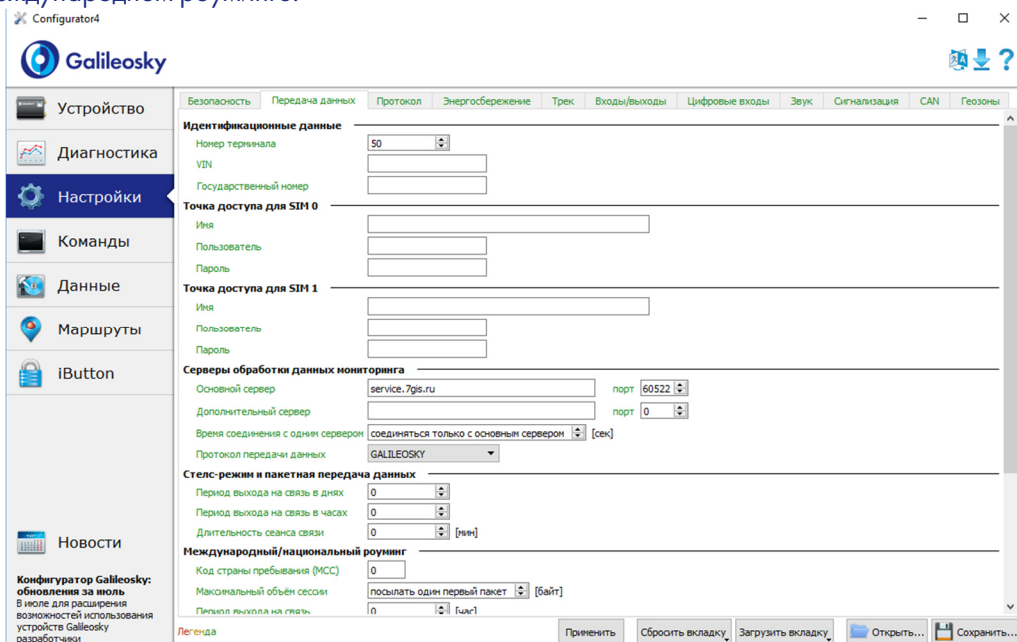 международном роуминге.
Configurator4
Galileosky
Устройство
Диагностика
Настройки
Команды
Данные
Маршруты
iButton
Новости
Конфигуратор Galileosky:
обновления за июль
В июле для расширения
возможностей использования
устройств Galileosky
разработчики
Безопасность Передача данных Протокол Энергосбережение Трек Входы/выходы Цифровые входы Звук Сигнализация CAN Геозоны
Идентификационные данные
Номер терминала 50
VIN
Государственный номер
Точка доступа для SIM 0
Имя
Пользователь
Пароль
Точка доступа для SIM 1
Имя
Пользователь
Пароль
Серверы обработки данных мониторинга
Основной сервер service.7gis.ru порт 60522
Дополнительный сервер порт 0
Время соединения с одним сервером соединяться только с основным сервером [сек]
Протокол передачи данных GALILEOSKY
Стелс-режим и пакетная передача данных
Период выхода на связь в днях 0
Период выхода на связь в часах 0
Длительность сеанса связи 0 [мин]
Международный/национальный роуминг
Код страны пребывания (MCC) 0
Максимальный объём сессии посылать один первый пакет [байт]
Период выхода на связь 0 [час]
Легенда
Применить Сбросить вкладку Загрузить вкладку Открыть... Сохранить...